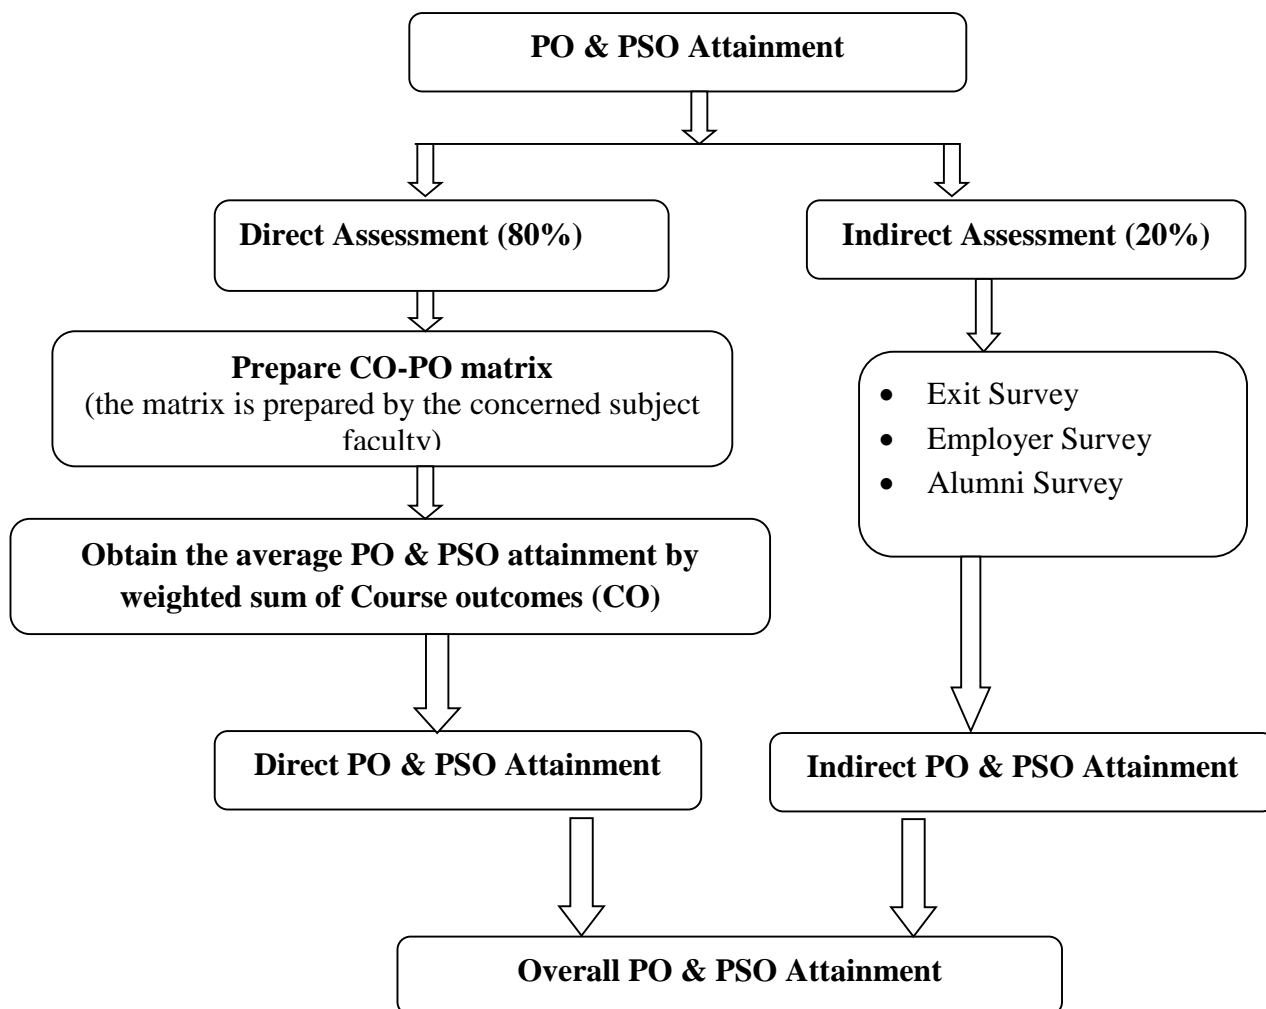 PO & PSO Attainment
Direct Assessment (80%)
Indirect Assessment (20%)
Prepare CO-PO matrix
(the matrix is prepared by the concerned subject
faculty)
• Exit Survey
• Employer Survey
• Alumni Survey
Obtain the average PO & PSO attainment by
weighted sum of Course outcomes (CO)
Direct PO & PSO Attainment
Indirect PO & PSO Attainment
Overall PO & PSO Attainment